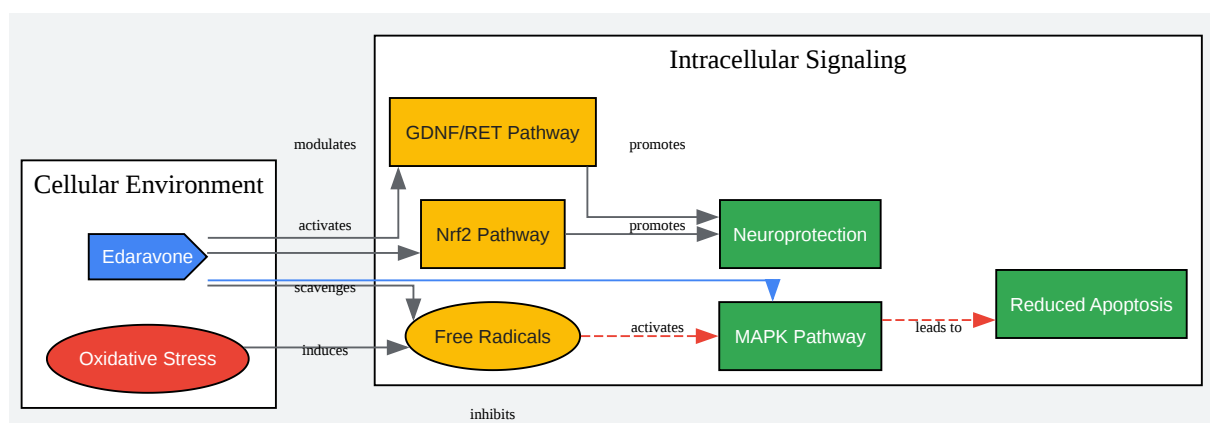 Intracellular Signaling
GDNF/RET Pathway
modulates
promotes
Cellular Environment
activates
Nrf2 Pathway
promotes
Neuroprotection
Edaravone
scavenges
Reduced Apoptosis
Free Radicals
activates
MAPK Pathway
leads to
Oxidative Stress
induces
inhibits